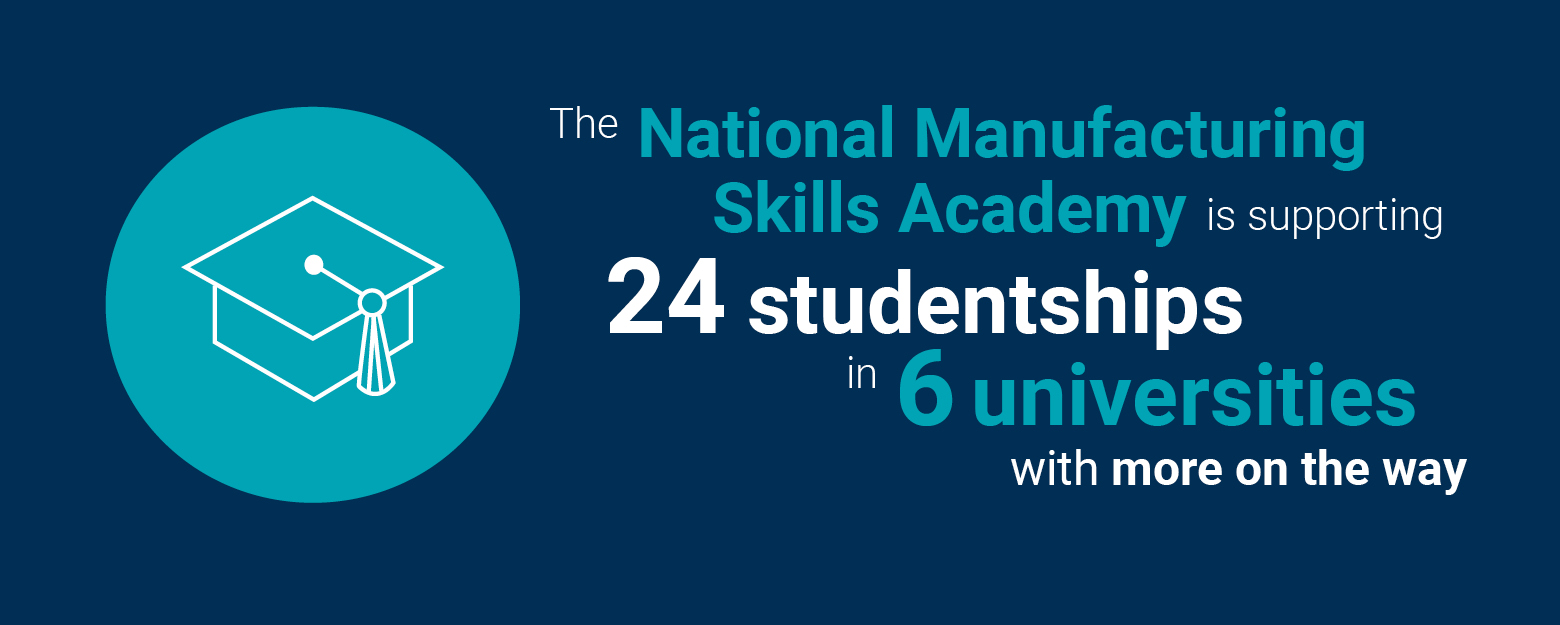 The National Manufacturing
Skills Academy is supporting
24 studentships
in 6 universities
with more on the way